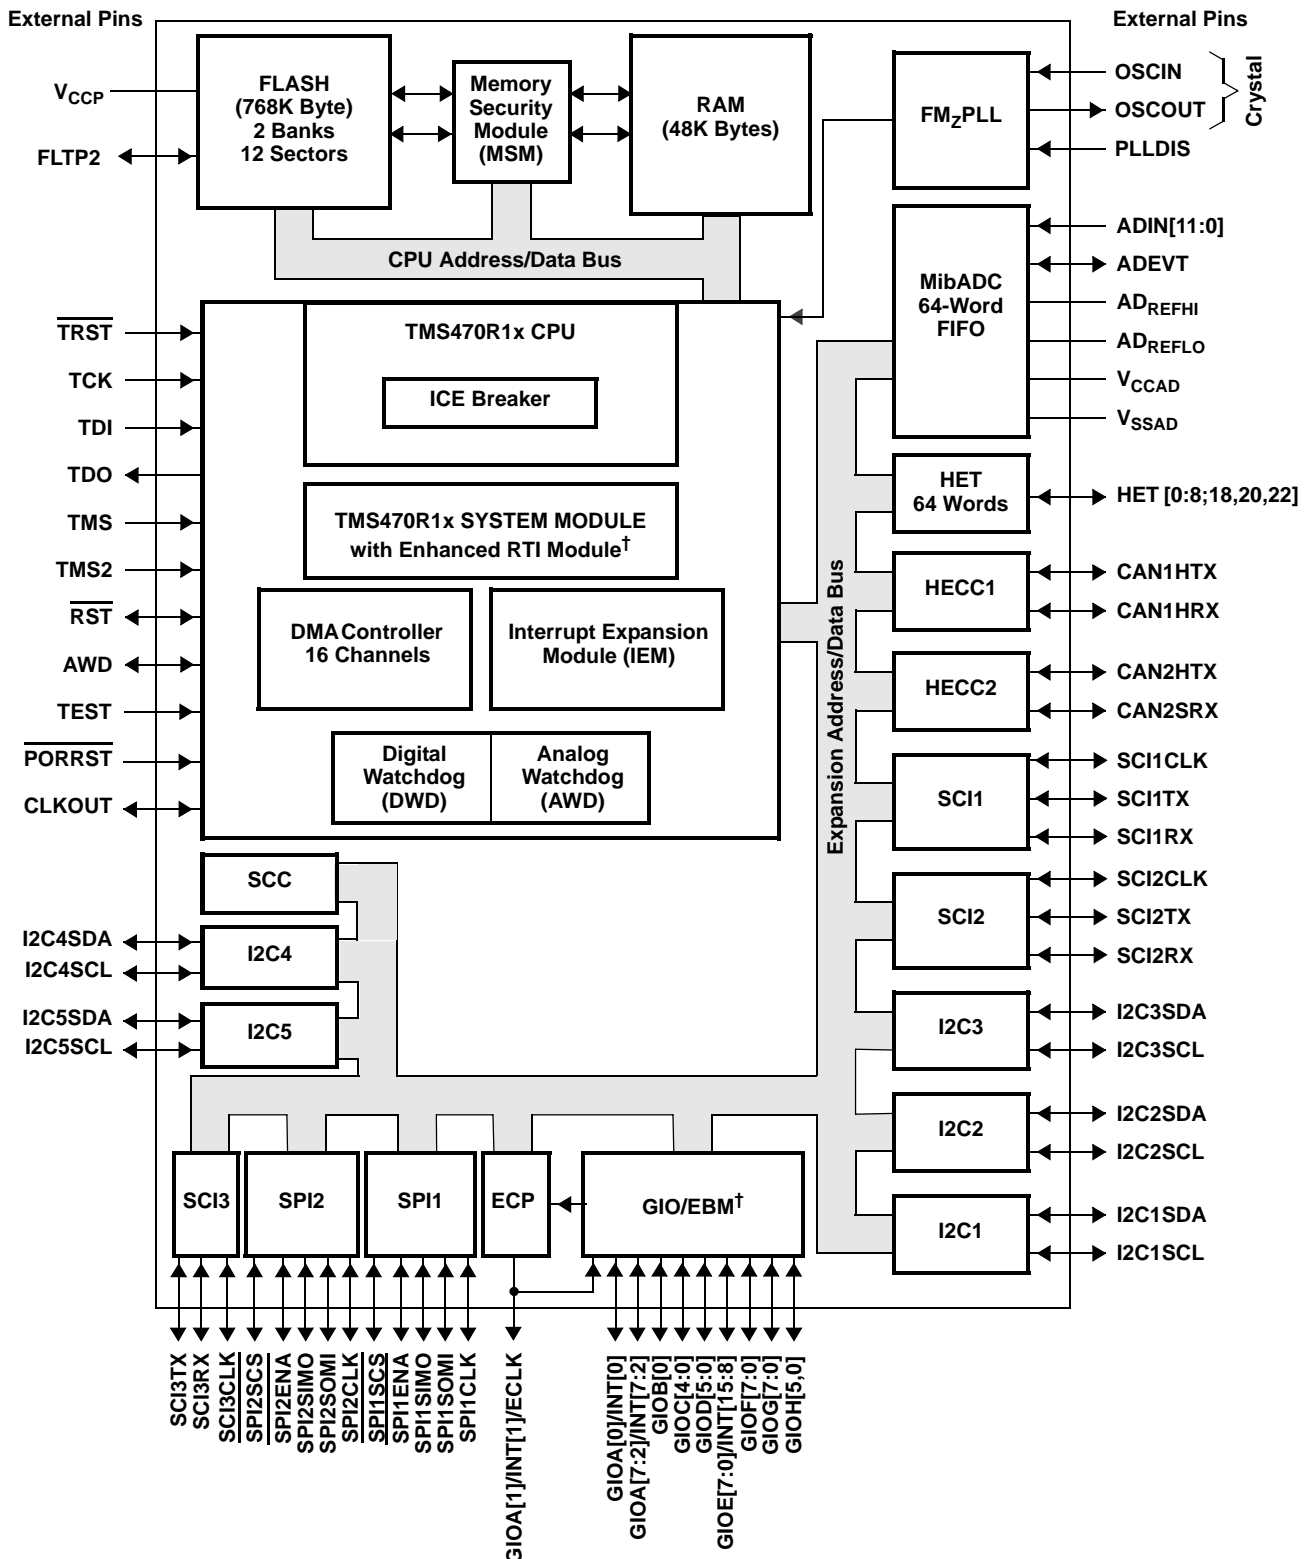 External Pins
External Pins
FLASH
(768K Byte)
2 Banks
12 Sectors
Memory
Security
Module
(MSM)
RAM
(48K Bytes)
FMZPLL
VCCP
FLTP2
OSCIN
OSCOUT
Crystal
PLLDIS
CPU Address/Data Bus
MibADC
64-Word
FIFO
ADIN[11:0]
ADEVT
ADREFHI
ADREFLO
VCCAD
VSSAD
TRST
TCK
TDI
TDO
TMS
TMS2
RST
AWD
TEST
PORRST
CLKOUT
TMS470R1x CPU
ICE Breaker
TMS470R1x SYSTEM MODULE
with Enhanced RTI Module†
DMA Controller
16 Channels
Interrupt Expansion
Module (IEM)
Digital
Watchdog
(DWD)
Analog
Watchdog
(AWD)
Expansion Address/Data Bus
HET
64 Words
HET [0:8;18,20,22]
HECC1
CAN1HTX
CAN1HRX
HECC2
CAN2HTX
CAN2SRX
SCI1
SCI1CLK
SCI1TX
SCI1RX
SCI2
SCI2CLK
SCI2TX
SCI2RX
I2C3
I2C3SDA
I2C3SCL
I2C2
I2C2SDA
I2C2SCL
I2C1
I2C1SDA
I2C1SCL
SCC
I2C4SDA
I2C4SCL
I2C4
I2C5SDA
I2C5SCL
I2C5
SCI3
SPI2
SPI1
ECP
GIO/EBM†
SCI3TX
SCI3RX
SCI3CLK
SPI2SCS
SPI2ENA
SPI2SIMO
SPI2SOMI
SPI2CLK
SPI1SCS
SPI1ENA
SPI1SIMO
SPI1SOMI
SPI1CLK
GIOA[1]/INT[1]/ECLK
GIOA[0]/INT[0]
GIOA[7:2]/INT[7:2]
GIOB[0]
GIOC[4:0]
GIOD[5:0]
GIOE[7:0]/INT[15:8]
GIOF[7:0]
GIOG[7:0]
GIOH[5,0]